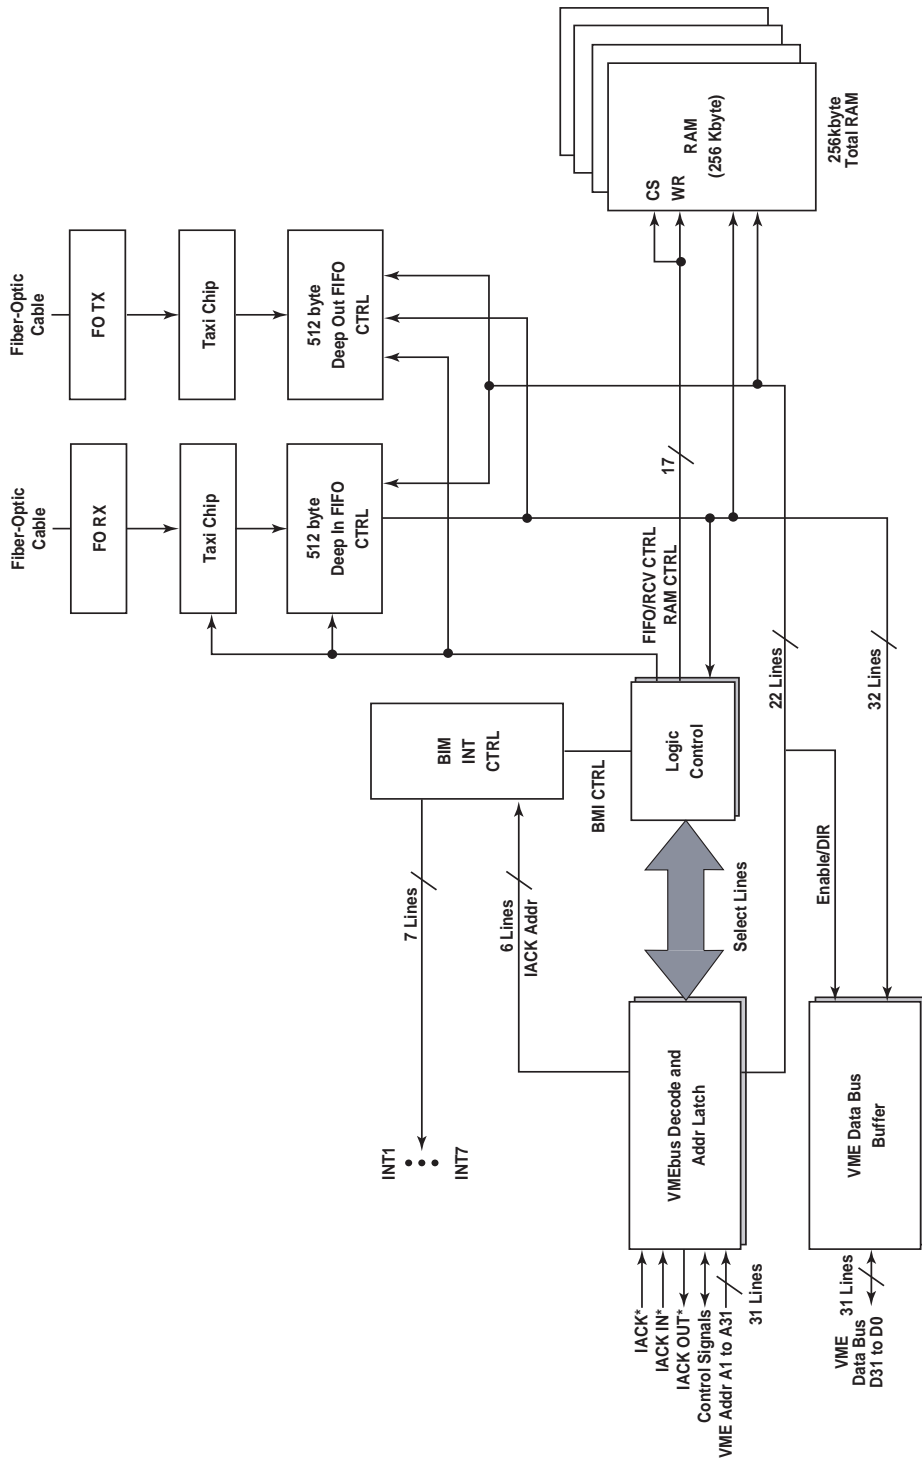 Fiber-Optic
Cable
FO RX
Taxi Chip
512 byte
Deep In FIFO
CTRL
Fiber-Optic
Cable
FO TX
Taxi Chip
512 byte
Deep Out FIFO
CTRL
INT1
INT7
7 Lines
6 Lines
IACK Addr
BIM
INT
CTRL
BMI CTRL
FIFO/RCV CTRL
RAM CTRL
17
CS
WR
RAM
(256 Kbyte)
256kbyte
Total RAM
IACK*
IACK IN*
IACK OUT*
Control Signals
VME Addr A1 to A31
31 Lines
VMEbus Decode and
Addr Latch
Select Lines
Logic
Control
22 Lines
Enable/DIR
32 Lines
VME
Data Bus
D31 to D0
31 Lines
VME Data Bus
Buffer